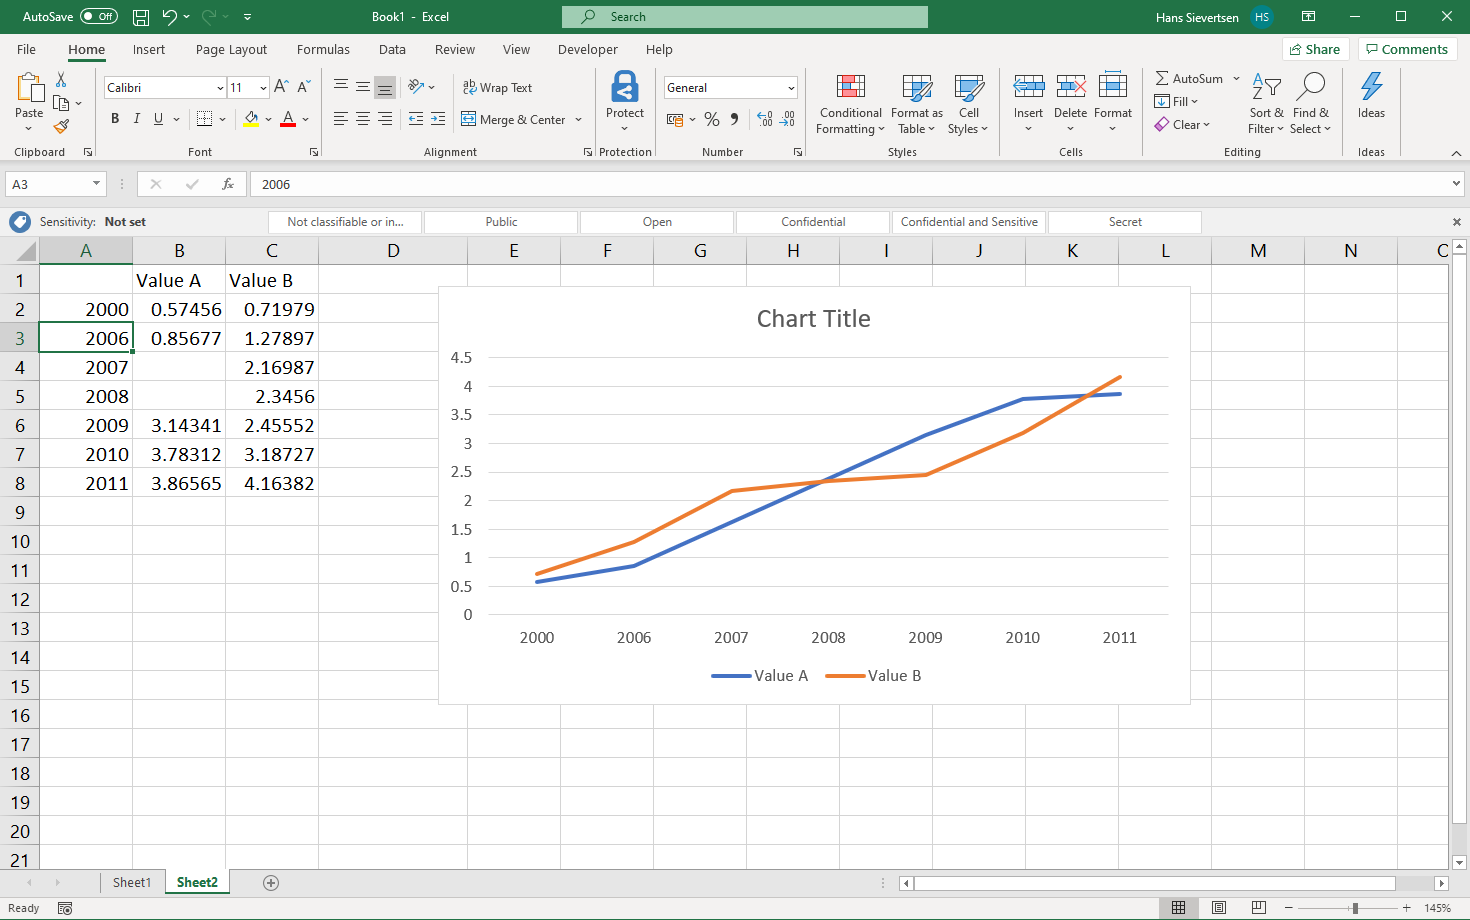 AutoSave Off Book1 - Excel Search Hans Sievertsen HS
File Home Insert Page Layout Formulas Data Review View Developer Help Share Comments
Paste
Clipboard
Calibri 11
B I U A
Font
Wrap Text
Merge & Center
Alignment
Protect
Protection
General
%
Number
Conditional Formatting
Format as Table
Cell Styles
Styles
Insert Delete Format
Cells
AutoSum
Fill
Clear
Sort & Filter
Find & Select
Editing
Ideas
Ideas
A3 fx 2006
Sensitivity: Not set Not classifiable or in... Public Open Confidential Confidential and Sensitive Secret
A B C D E F G H I J K L M N O
1 Value A Value B
2 2000 0.57456 0.71979
3 2006 0.85677 1.27897
4 2007 2.16987
5 2008 2.3456
6 2009 3.14341 2.45552
7 2010 3.78312 3.18727
8 2011 3.86565 4.16382
9
10
11
12
13
14
15
16
17
18
19
20
21
Chart Title
4.5
4
3.5
3
2.5
2
1.5
1
0.5
0
2000 2006 2007 2008 2009 2010 2011
Value A Value B
Sheet1 Sheet2
Ready 145%